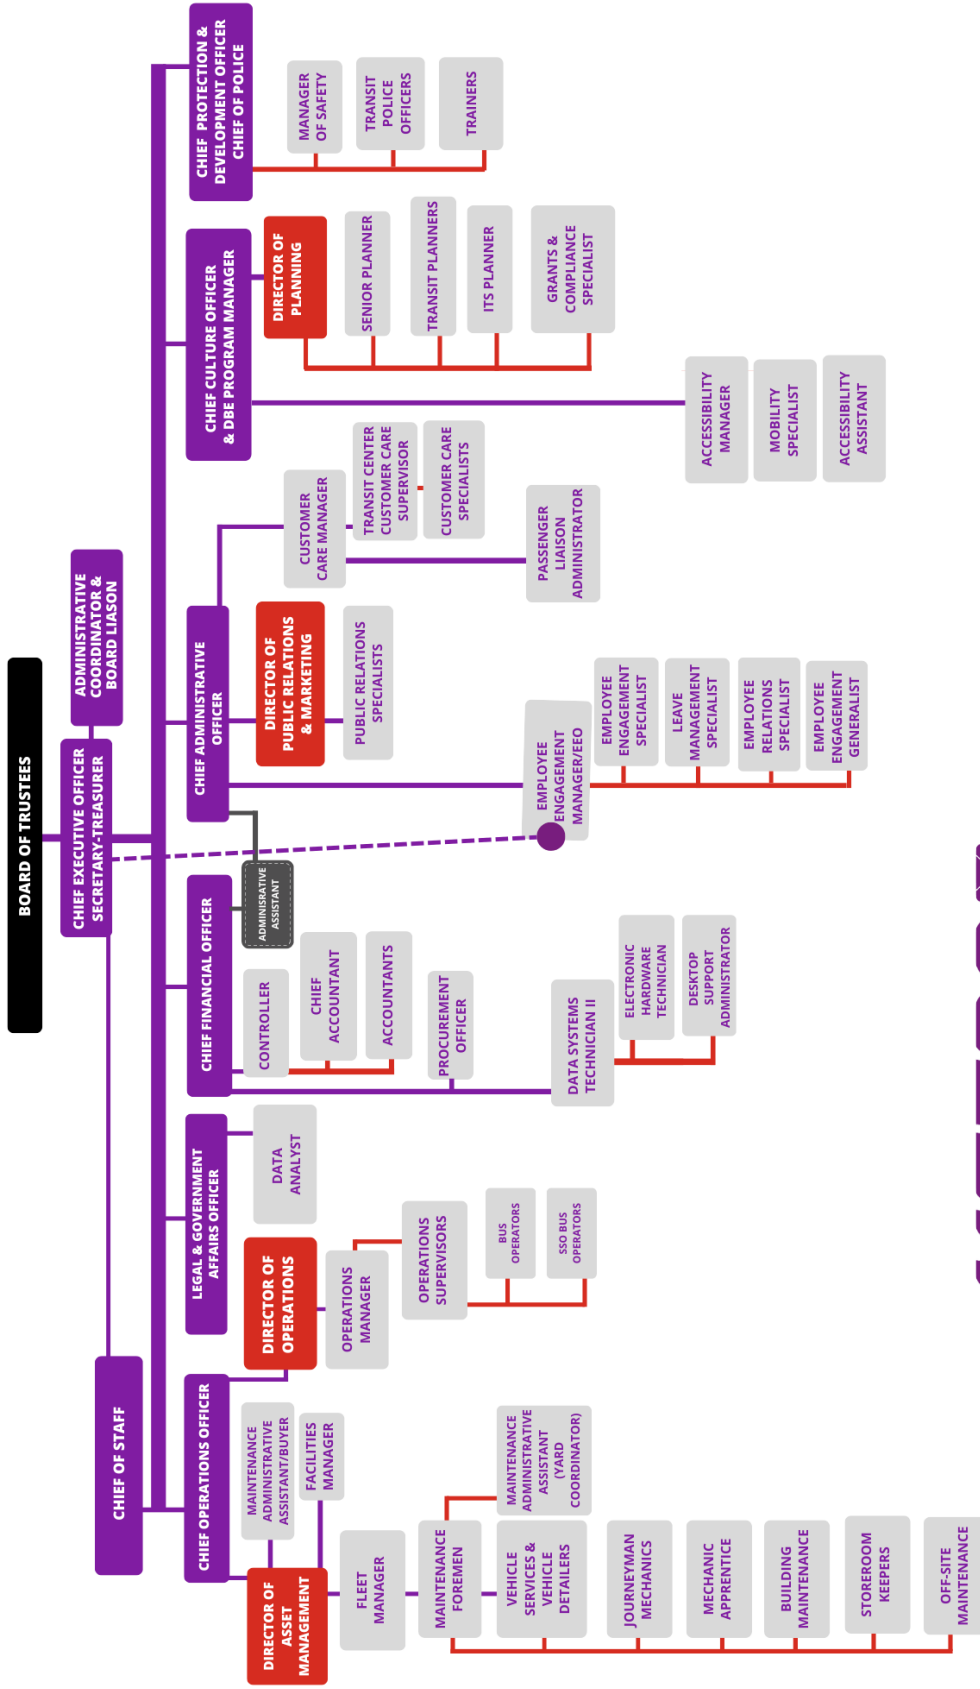 BOARD OF TRUSTEES
CHIEF EXECUTIVE OFFICER
SECRETARY-TREASURER
ADMINISTRATIVE
COORDINATOR &
BOARD LIASON
CHIEF OF STAFF
CHIEF OPERATIONS OFFICER
DIRECTOR OF
ASSET
MANAGEMENT
MAINTENANCE
ADMINISTRATIVE
ASSISTANT/BUYER
FACILITIES
MANAGER
FLEET
MANAGER
MAINTENANCE
FOREMEN
MAINTENANCE
ADMINISTRATIVE
ASSISTANT
(YARD
COORDINATOR)
VEHICLE
SERVICES &
VEHICLE
DETAILERS
JOURNEYMAN
MECHANICS
MECHANIC
APPRENTICE
BUILDING
MAINTENANCE
STOREROOM
KEEPERS
OFF-SITE
MAINTENANCE
DIRECTOR OF
OPERATIONS
OPERATIONS
MANAGER
OPERATIONS
SUPERVISORS
BUS
OPERATORS
SSO BUS
OPERATORS
LEGAL & GOVERNMENT
AFFAIRS OFFICER
DATA
ANALYST
CHIEF FINANCIAL OFFICER
CONTROLLER
CHIEF
ACCOUNTANT
ACCOUNTANTS
PROCUREMENT
OFFICER
DATA SYSTEMS
TECHNICIAN II
ELECTRONIC
HARDWARE
TECHNICIAN
DESKTOP
SUPPORT
ADMINISTRATOR
ADMINISRATIVE
ASSISTANT
CHIEF ADMINISTRATIVE
OFFICER
DIRECTOR OF
PUBLIC RELATIONS
& MARKETING
PUBLIC RELATIONS
SPECIALISTS
EMPLOYEE
ENGAGEMENT
MANAGER/EEO
EMPLOYEE
ENGAGEMENT
SPECIALIST
LEAVE
MANAGEMENT
SPECIALIST
EMPLOYEE
RELATIONS
SPECIALIST
EMPLOYEE
ENGAGEMENT
GENERALIST
CUSTOMER
CARE MANAGER
TRANSIT CENTER
CUSTOMER CARE
SUPERVISOR
CUSTOMER CARE
SPECIALISTS
PASSENGER
LIAISON
ADMINISTRATOR
CHIEF CULTURE OFFICER
& DBE PROGRAM MANAGER
DIRECTOR OF
PLANNING
SENIOR PLANNER
TRANSIT PLANNERS
ITS PLANNER
GRANTS &
COMPLIANCE
SPECIALIST
ACCESSIBILITY
MANAGER
MOBILITY
SPECIALIST
ACCESSIBILITY
ASSISTANT
CHIEF PROTECTION &
DEVELOPMENT OFFICER
CHIEF OF POLICE
MANAGER
OF SAFETY
TRANSIT
POLICE
OFFICERS
TRAINERS